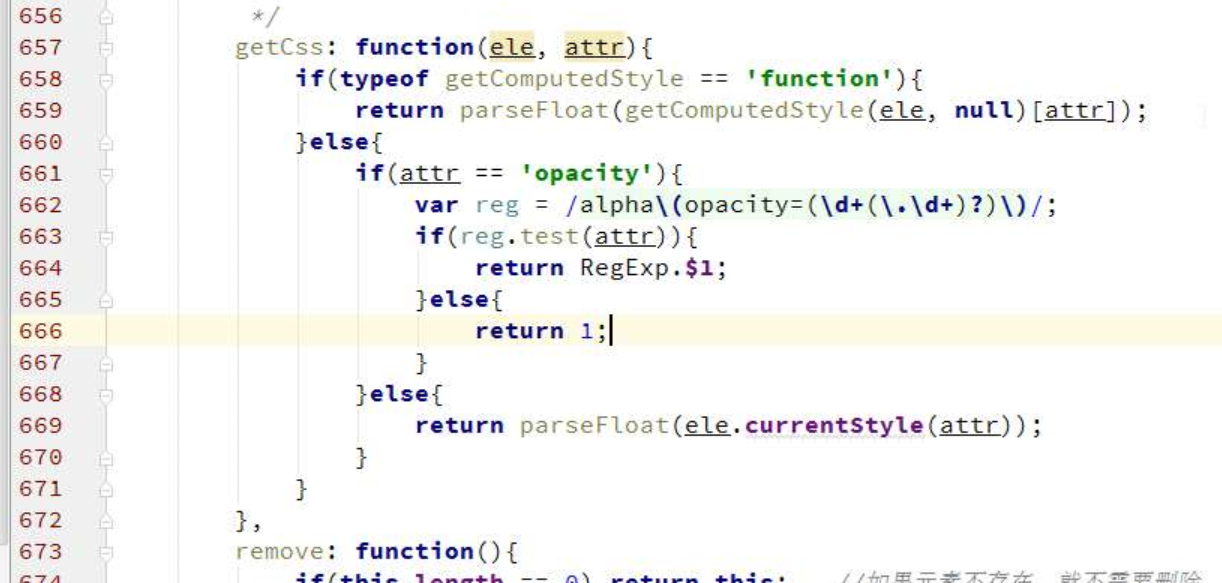 656 */
657 getCss: function(ele, attr){
658 if(typeof getComputedStyle == 'function'){
659 return parseFloat(getComputedStyle(ele, null)[attr]);
660 }else{
661 if(attr == 'opacity'){
662 var reg = /alpha\(opacity=(\d+(\.\d+)?)\)/;
663 if(reg.test(attr)){
664 return RegExp.$1;
665 }else{
666 return 1;
667 }
668 }else{
669 return parseFloat(ele.currentStyle(attr));
670 }
671 }
672 },
673 remove: function(){
674 if(this.length == 0) return this; //如果元素不存在，就不需要删除